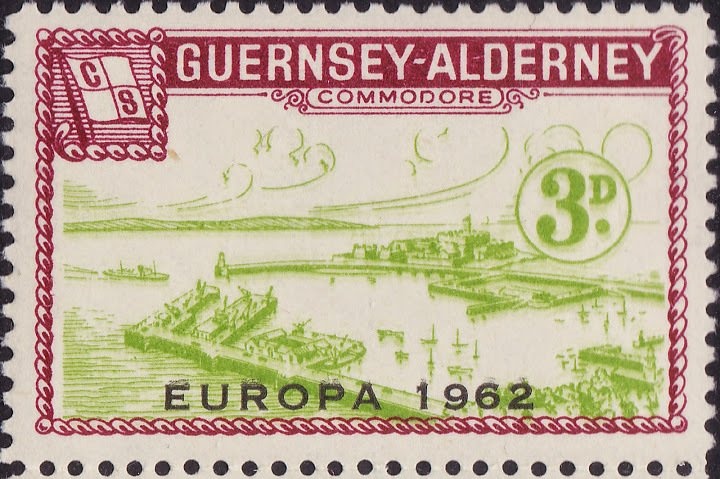 C S
GUERNSEY-ALDERNEY
COMMODORE
3D.
EUROPA 1962